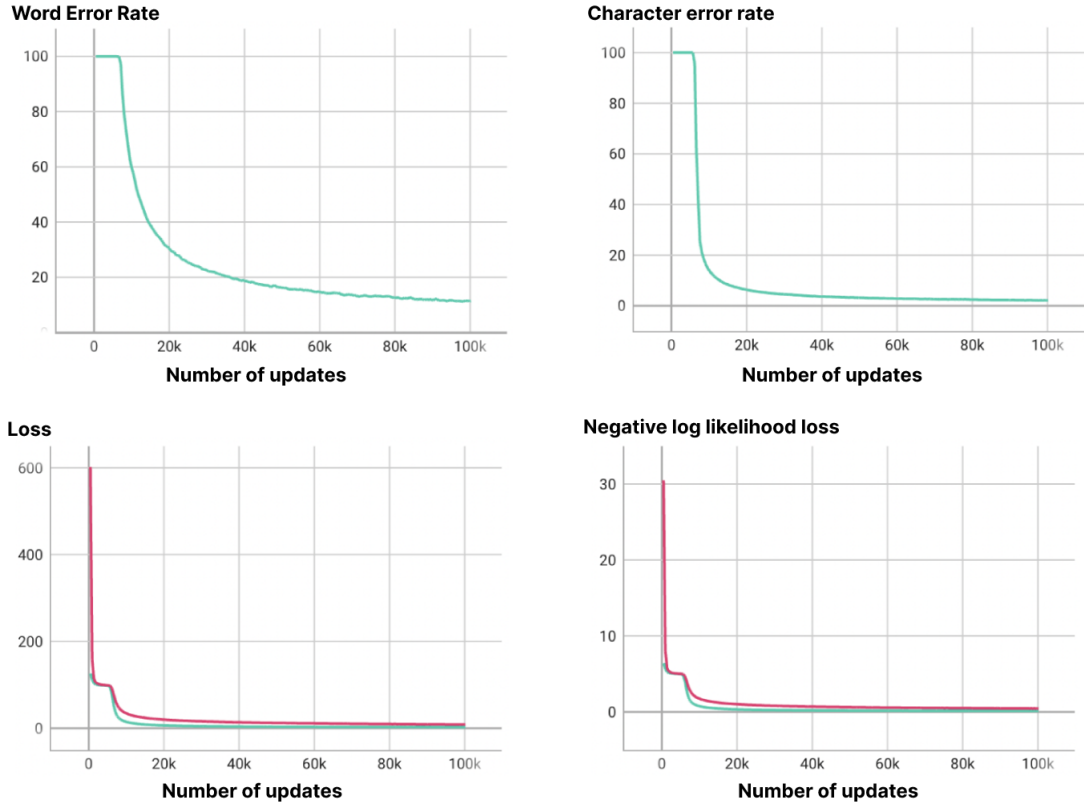 Word Error Rate
100
80
60
40
20
0
0 20k 40k 60k 80k 100k
Number of updates
Character error rate
100
80
60
40
20
0
0 20k 40k 60k 80k 100k
Number of updates
Loss
600
400
200
0
0 20k 40k 60k 80k 100k
Number of updates
Negative log likelihood loss
30
20
10
0
0 20k 40k 60k 80k 100k
Number of updates